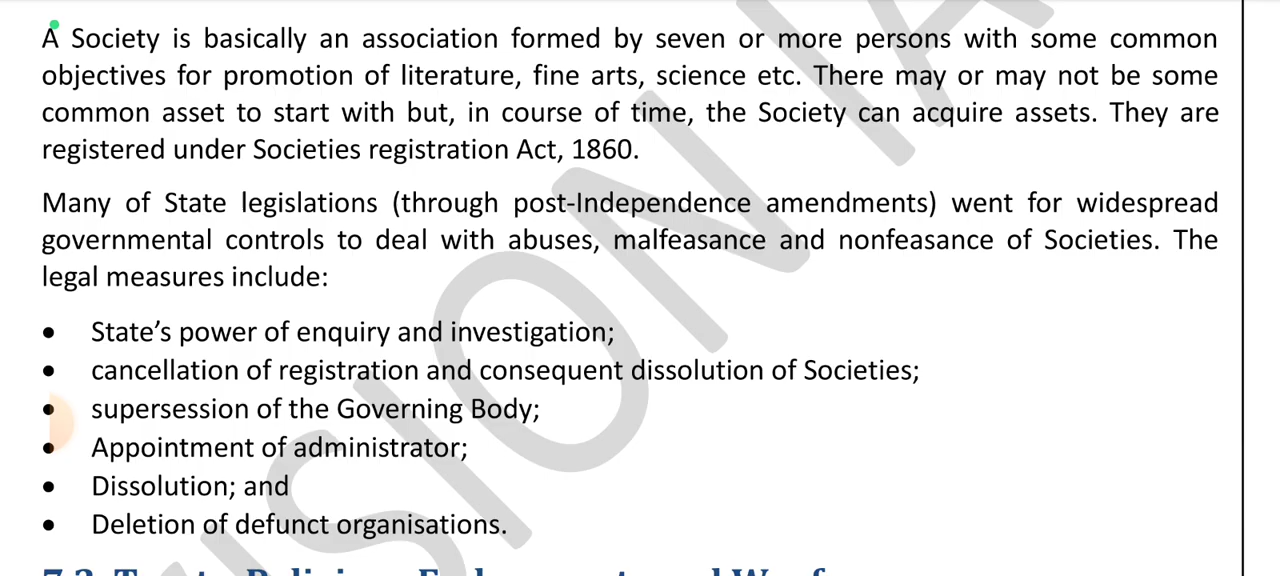 A Society is basically an association formed by seven or more persons with some common
objectives for promotion of literature, fine arts, science etc. There may or may not be some
common asset to start with but, in course of time, the Society can acquire assets. They are
registered under Societies registration Act, 1860.
Many of State legislations (through post-Independence amendments) went for widespread
governmental controls to deal with abuses, malfeasance and nonfeasance of Societies. The
legal measures include:
• State’s power of enquiry and investigation;
• cancellation of registration and consequent dissolution of Societies;
• supersession of the Governing Body;
• Appointment of administrator;
• Dissolution; and
• Deletion of defunct organisations.